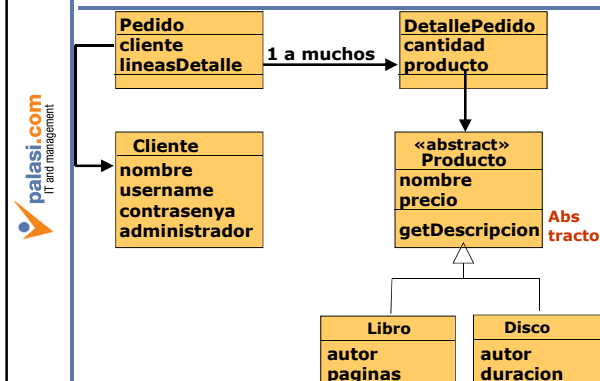 Pedido
cliente
lineasDetalle
1 a muchos
DetallePedido
cantidad
producto
Cliente
nombre
username
contrasenya
administrador
«abstract»
Producto
nombre
precio
getDescripcion
Abs
tracto
Libro
autor
paginas
Disco
autor
duracion
palasi.com
IT and management